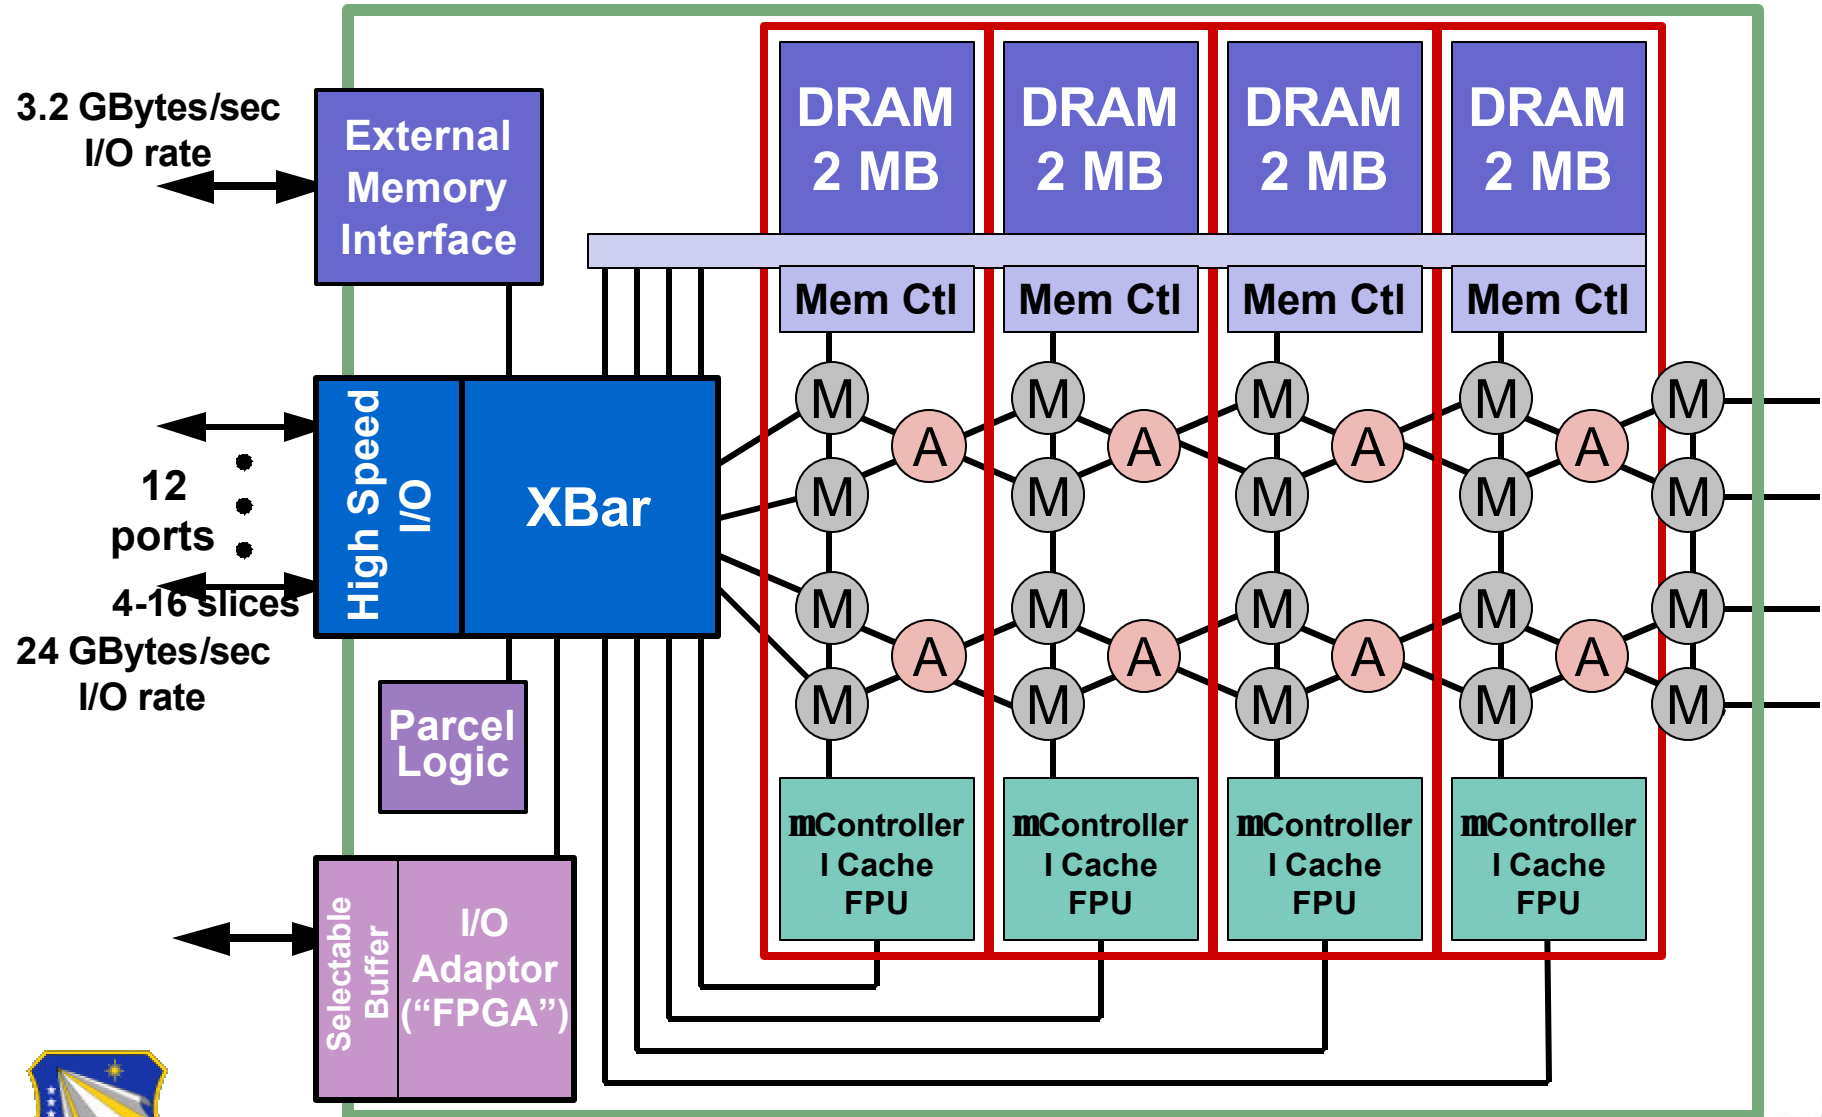 3.2 GBytes/sec
I/O rate
External
Memory
Interface
DRAM
2 MB
DRAM
2 MB
DRAM
2 MB
DRAM
2 MB
Mem Ctl
Mem Ctl
Mem Ctl
Mem Ctl
12
ports
4-16 slices
24 GBytes/sec
I/O rate
High Speed
I/O
XBar
M
M
M
M
M
A
A
A
A
M
M
M
M
M
M
M
M
M
M
A
A
A
A
M
M
M
M
M
Parcel
Logic
mController
I Cache
FPU
mController
I Cache
FPU
mController
I Cache
FPU
mController
I Cache
FPU
Selectable
Buffer
I/O
Adaptor
(“FPGA”)